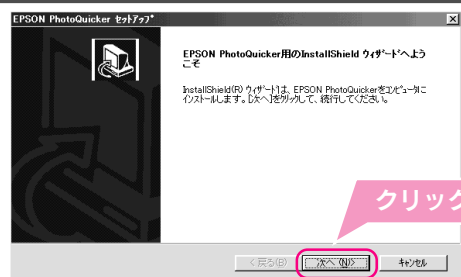 EPSON PhotoQuicker ｾｯﾄｱｯﾌﾟ
EPSON PhotoQuicker用のInstallShield ｳｨｻﾞｰﾄﾞへよう
こそ
InstallShield(R) ｳｨｻﾞｰﾄﾞは、EPSON PhotoQuickerをｺﾝﾋﾟｭｰﾀに
ｲﾝｽﾄｰﾙします。[次へ]をｸﾘｯｸして、続行してください。
クリック
< 戻る(B)
次へ (N)>
ｷｬﾝｾﾙ